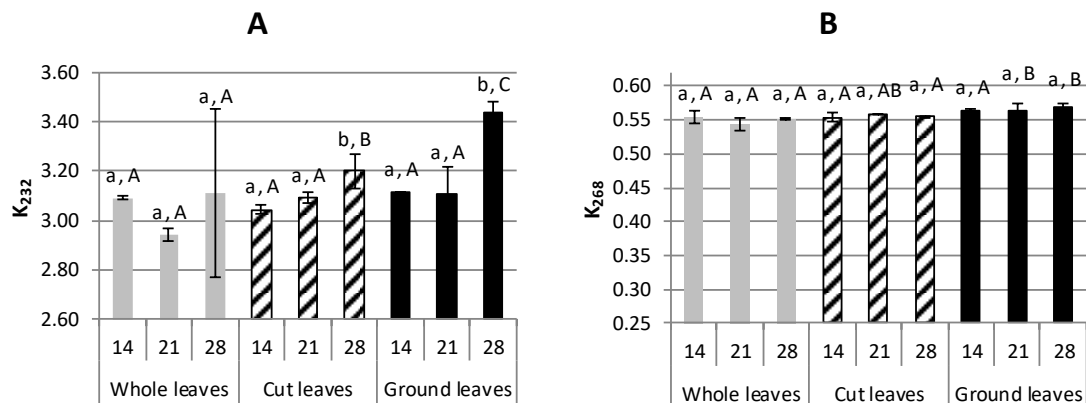 A
K232
3.60
3.40
3.20
3.00
2.80
2.60
a, A
a, A
a, A
a, A
a, A
b, B
a, A
a, A
b, C
14 21 28 14 21 28 14 21 28
Whole leaves Cut leaves Ground leaves
B
K268
0.60
0.55
0.50
0.45
0.40
0.35
0.30
0.25
a, A
a, A
a, A
a, A
a, AB
a, A
a, A
a, B
a, B
14 21 28 14 21 28 14 21 28
Whole leaves Cut leaves Ground leaves